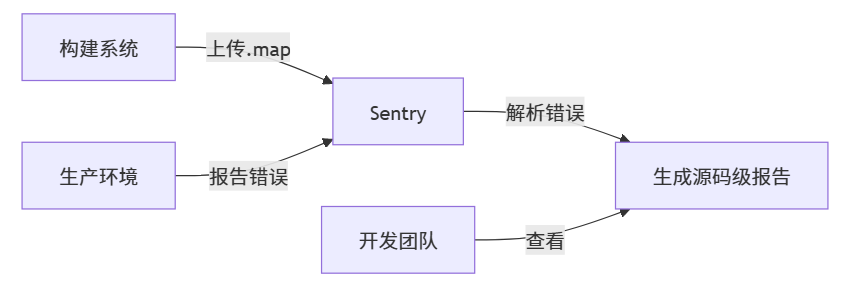 构建系统
上传.map
Sentry
解析错误
生产环境
报告错误
生成源码级报告
开发团队
查看